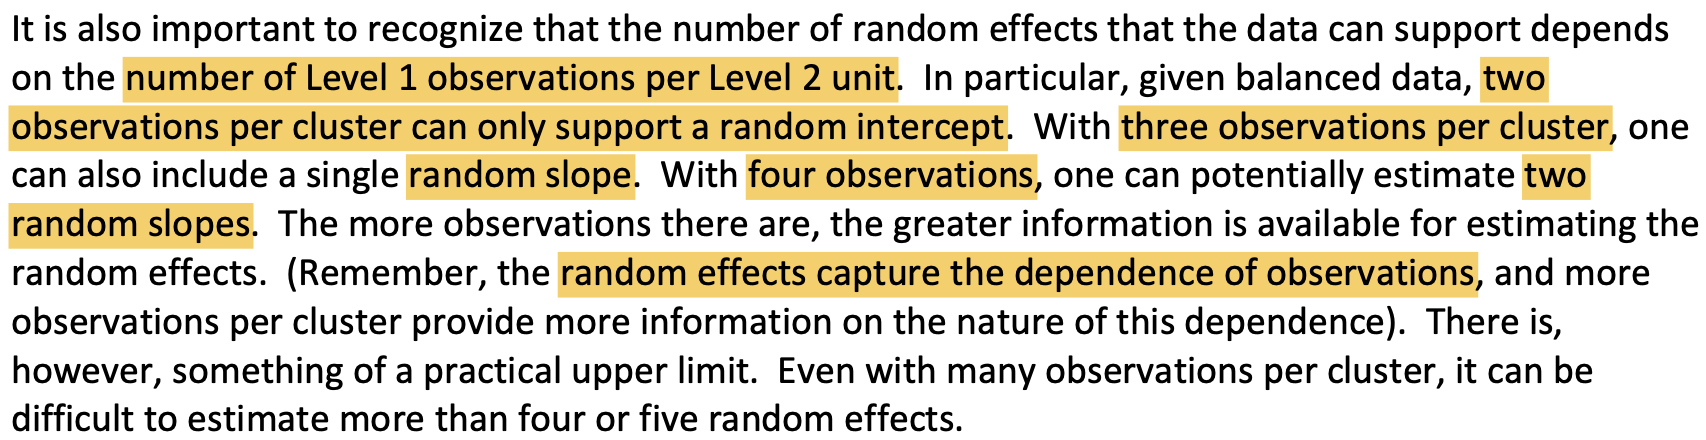 It is also important to recognize that the number of random effects that the data can support depends
on the number of Level 1 observations per Level 2 unit.  In particular, given balanced data, two
observations per cluster can only support a random intercept.  With three observations per cluster, one
can also include a single random slope.  With four observations, one can potentially estimate two
random slopes.  The more observations there are, the greater information is available for estimating the
random effects.  (Remember, the random effects capture the dependence of observations, and more
observations per cluster provide more information on the nature of this dependence).  There is,
however, something of a practical upper limit.  Even with many observations per cluster, it can be
difficult to estimate more than four or five random effects.